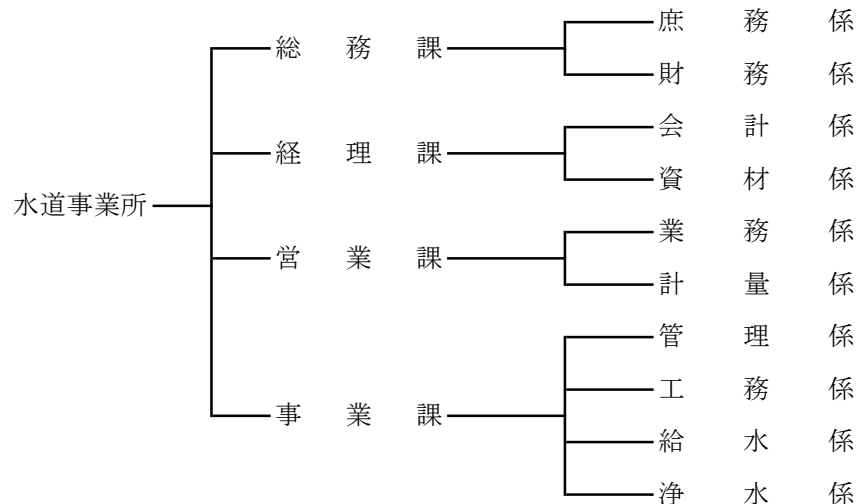 水道事業所
総務課
庶務係
財務係
経理課
会計係
資材係
営業課
業務係
計量係
事業課
管理係
工務係
給水係
浄水係